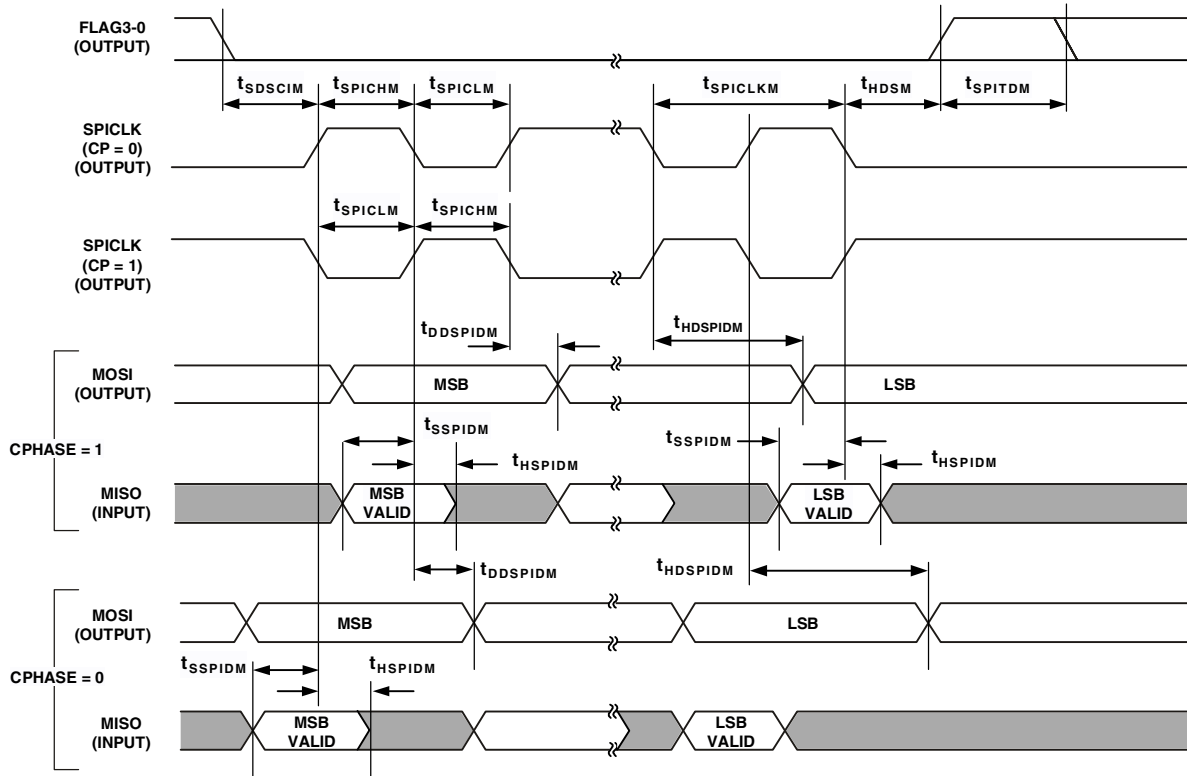 FLAG3-0
(OUTPUT)
tSDSCIM
tSPICHM
tSPICLM
tSPICLKM
tHDSM
tSPITDM
SPICLK
(CP = 0)
(OUTPUT)
tSPICLM
tSPICHM
SPICLK
(CP = 1)
(OUTPUT)
tDDSPIDM
tHDSPIDM
CPHASE = 1
MOSI
(OUTPUT)
MSB
LSB
tSSPIDM
tHSPIDM
tSSPIDM
tHSPIDM
MISO
(INPUT)
MSB
VALID
LSB
VALID
tDDSPIDM
tHDSPIDM
CPHASE = 0
MOSI
(OUTPUT)
MSB
LSB
tSSPIDM
tHSPIDM
MISO
(INPUT)
MSB
VALID
LSB
VALID